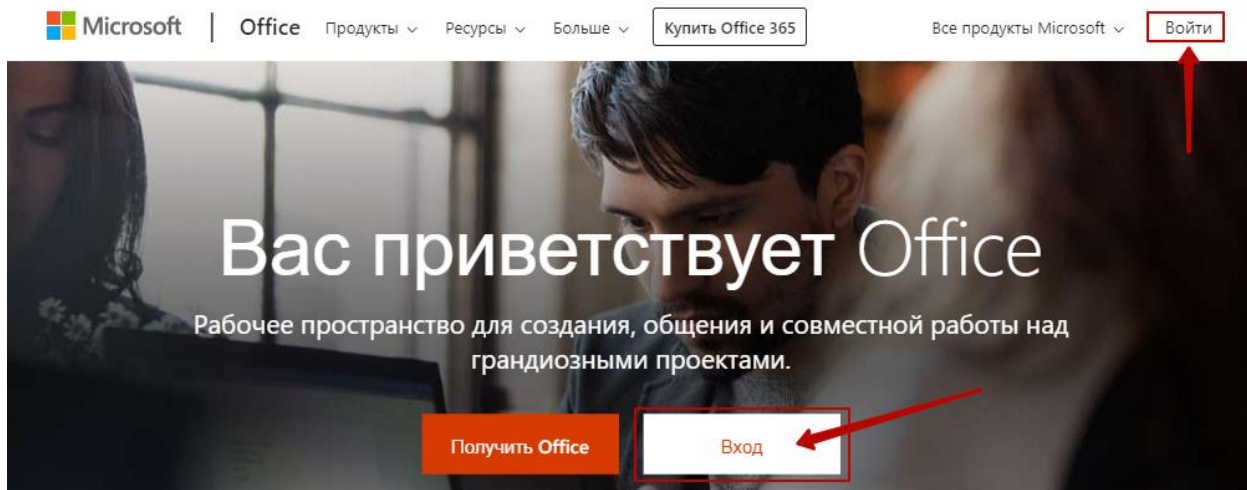 Microsoft | Office Продукты Ресурсы Больше Купить Office 365 Все продукты Microsoft Войти
Вас приветствует Office
Рабочее пространство для создания, общения и совместной работы над
грандиозными проектами.
Получить Office Вход